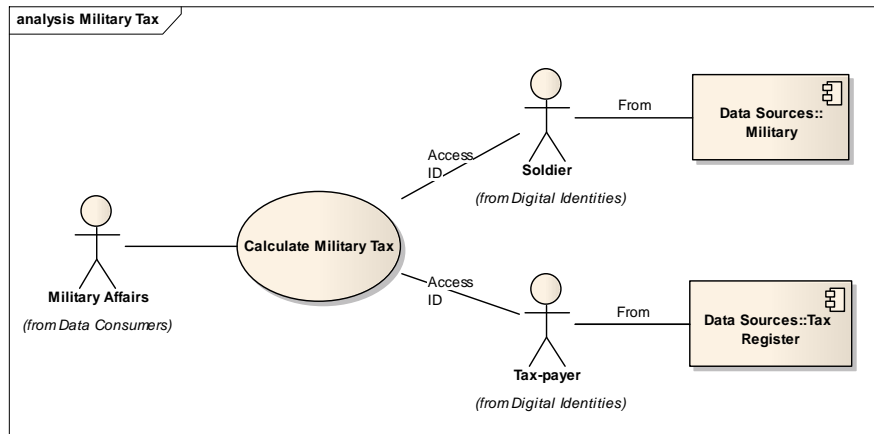 analysis Military Tax
Soldier
(from Digital Identities)
From
Data Sources::
Military
Access
ID
Military Affairs
(from Data Consumers)
Calculate Military Tax
Access
ID
Tax-payer
(from Digital Identities)
From
Data Sources::Tax
Register